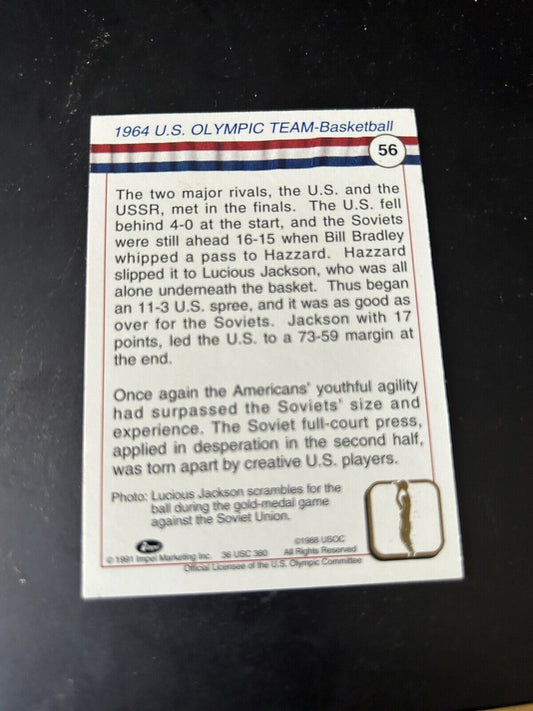 1964 U.S. OLYMPIC TEAM-Basketball
56
The two major rivals, the U.S. and the
USSR, met in the finals. The U.S. fell
behind 4-0 at the start, and the Soviets
were still ahead 16-15 when Bill Bradley
whipped a pass to Hazzard. Hazzard
slipped it to Lucious Jackson, who was all
alone underneath the basket. Thus began
an 11-3 U.S. spree, and it was as good as
over for the Soviets. Jackson with 17
points, led the U.S. to a 73-59 margin at
the end.
Once again the Americans' youthful agility
had surpassed the Soviets' size and
experience. The Soviet full-court press,
applied in desperation in the second half,
was torn apart by creative U.S. players.
Photo: Lucious Jackson scrambles for the
ball during the gold-medal game
against the Soviet Union.
Impel
©1988 USOC
© 1991 Impel Marketing Inc. 36 USC 380 All Rights Reserved
Official Licensee of the U.S. Olympic Committee